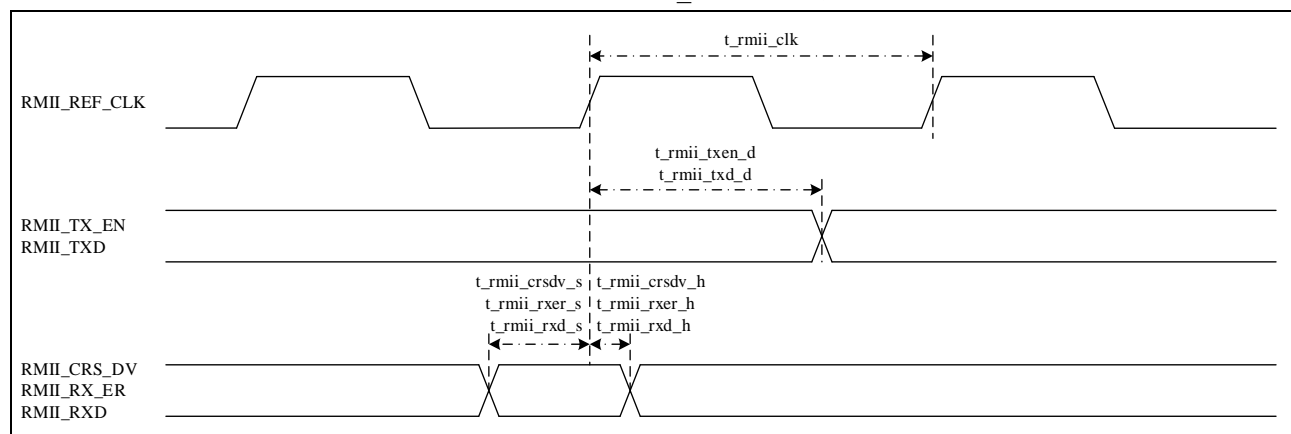 t_rmii_clk
RMII_REF_CLK
t_rmii_txen_d
t_rmii_txd_d
RMII_TX_EN
RMII_TXD
t_rmii_crsdv_s t_rmii_crsdv_h
t_rmii_rxer_s t_rmii_rxer_h
t_rmii_rxd_s t_rmii_rxd_h
RMII_CRS_DV
RMII_RX_ER
RMII_RXD